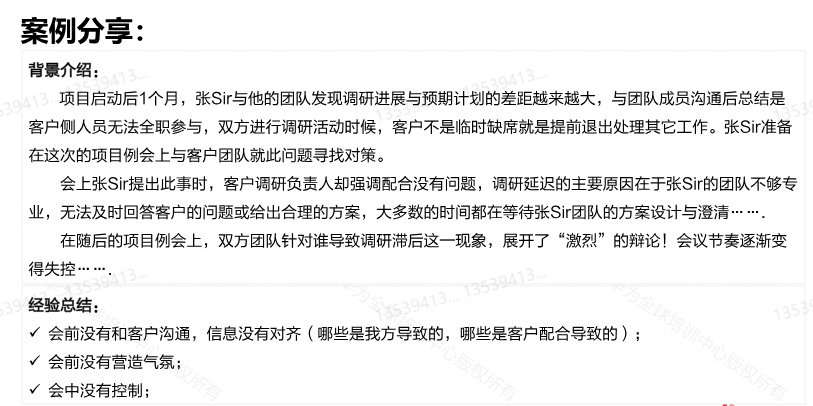 案例分享：
背景介绍：
项目启动后1个月，张Sir与他的团队发现调研进展与预期计划的差距越来越大，与团队成员沟通后总结是
客户侧人员无法全职参与，双方进行调研活动时候，客户不是临时缺席就是提前退出处理其它工作。张Sir准备
在这次的项目例会上与客户团队就此问题寻找对策。
会上张Sir提出此事时，客户调研负责人却强调配合没有问题，调研延迟的主要原因在于张Sir的团队不够专
业，无法及时回答客户的问题或给出合理的方案，大多数的时间都在等待张Sir团队的方案设计与澄清…….
在随后的项目例会上，双方团队针对谁导致调研滞后这一现象，展开了“激烈”的辩论！会议节奏逐渐变
得失控…….
经验总结：
✓ 会前没有和客户沟通，信息没有对齐（哪些是我方导致的，哪些是客户配合导致的）；
✓ 会前没有营造气氛；
✓ 会中没有控制；
13539413... 13539413...
华为全球培训中心版权所有